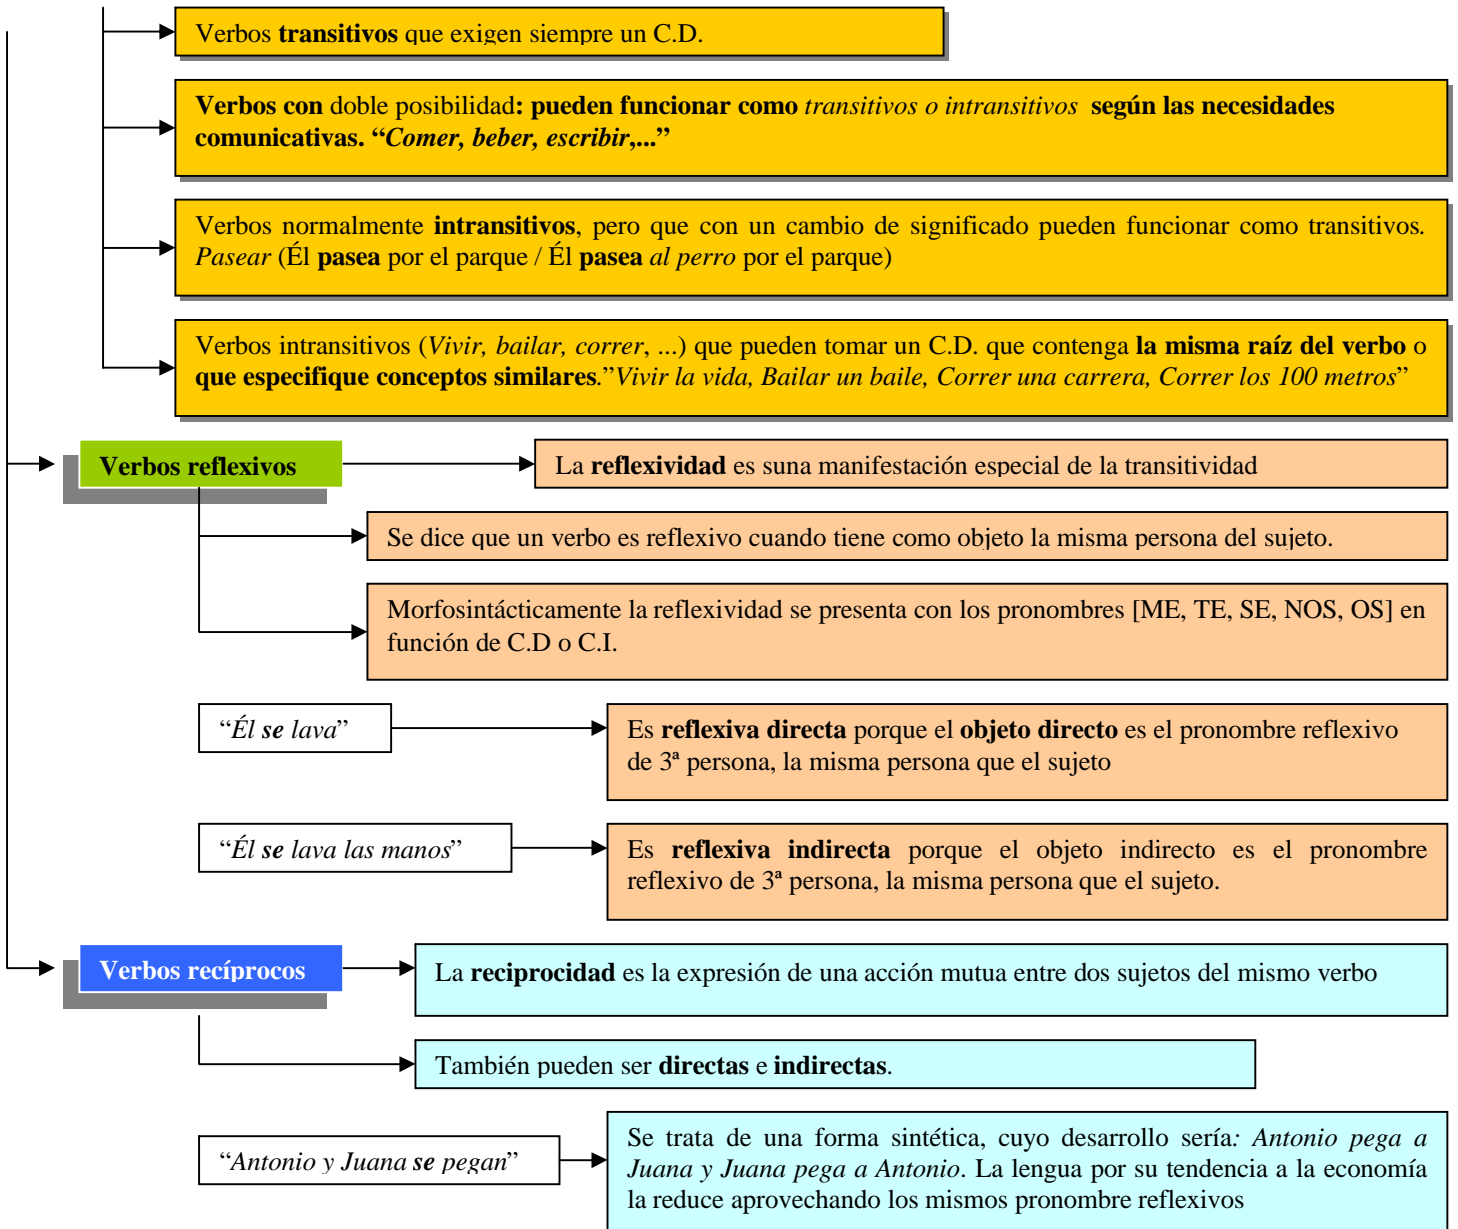 Verbos transitivos que exigen siempre un C.D.
Verbos con doble posibilidad: pueden funcionar como transitivos o intransitivos según las necesidades
comunicativas. “Comer, beber, escribir,...”
Verbos normalmente intransitivos, pero que con un cambio de significado pueden funcionar como transitivos.
Pasear (Él pasea por el parque / Él pasea al perro por el parque)
Verbos intransitivos (Vivir, bailar, correr, ...) que pueden tomar un C.D. que contenga la misma raíz del verbo o
que especifique conceptos similares.”Vivir la vida, Bailar un baile, Correr una carrera, Correr los 100 metros”
Verbos reflexivos
La reflexividad es suna manifestación especial de la transitividad
Se dice que un verbo es reflexivo cuando tiene como objeto la misma persona del sujeto.
Morfosintácticamente la reflexividad se presenta con los pronombres [ME, TE, SE, NOS, OS] en
función de C.D o C.I.
“Él se lava”
Es reflexiva directa porque el objeto directo es el pronombre reflexivo
de 3ª persona, la misma persona que el sujeto
“Él se lava las manos”
Es reflexiva indirecta porque el objeto indirecto es el pronombre
reflexivo de 3ª persona, la misma persona que el sujeto.
Verbos recíprocos
La reciprocidad es la expresión de una acción mutua entre dos sujetos del mismo verbo
También pueden ser directas e indirectas.
“Antonio y Juana se pegan”
Se trata de una forma sintética, cuyo desarrollo sería: Antonio pega a
Juana y Juana pega a Antonio. La lengua por su tendencia a la economía
la reduce aprovechando los mismos pronombre reflexivos